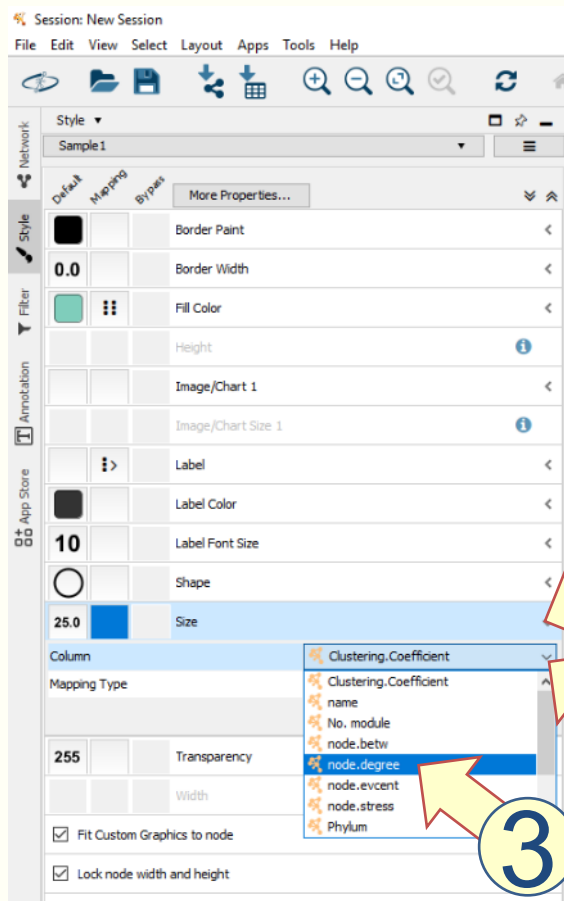 Session: New Session
File Edit View Select Layout Apps Tools Help
Style
Sample1
Default Mapping Bypass More Properties...
Border Paint
0.0 Border Width
Fill Color
Height
Image/Chart 1
Image/Chart Size 1
Label
Label Color
10 Label Font Size
Shape
25.0 Size
Column Clustering.Coefficient
Mapping Type Clustering.Coefficient
name
No. module
node.betw
255 Transparency node.degree
Width node.evcent
node.stress
Fit Custom Graphics to node Phylum
Lock node width and height
3
Network
Style
Filter
Annotation
App Store